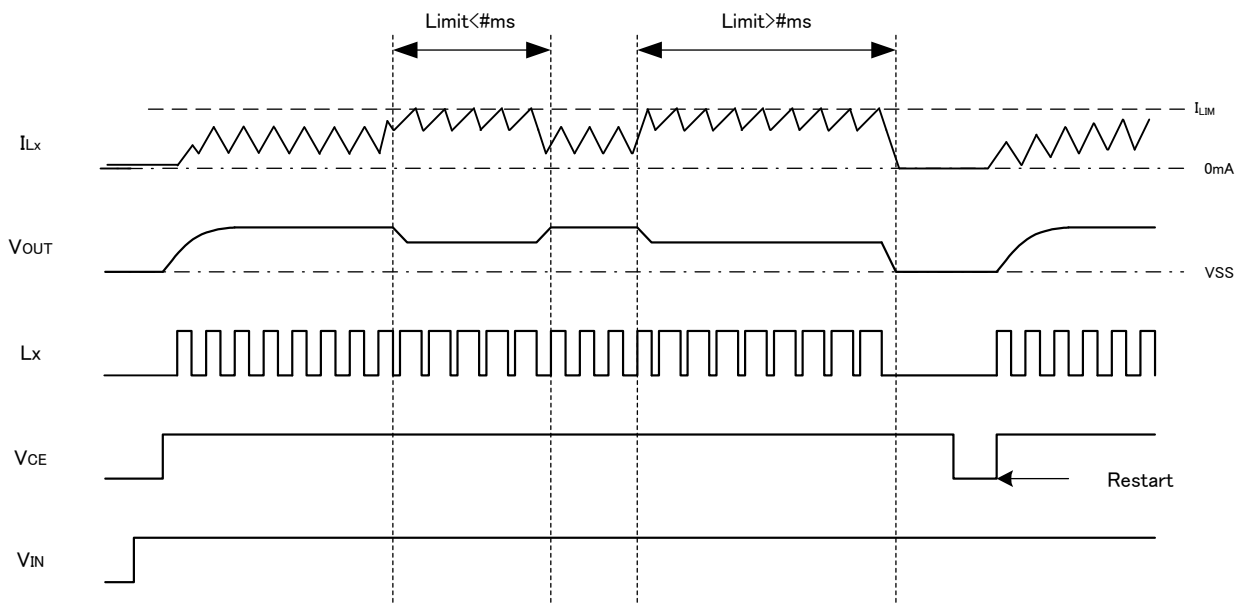 Limit<#ms
Limit>#ms
ILIM
ILx
0mA
VOUT
VSS
Lx
VCE
Restart
VIN